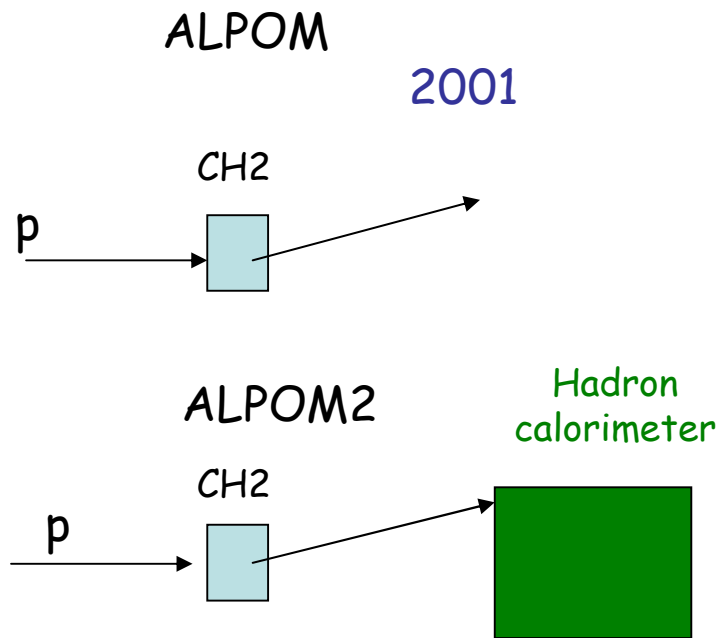 ALPOM
2001
CH2
p
ALPOM2
Hadron
calorimeter
CH2
p